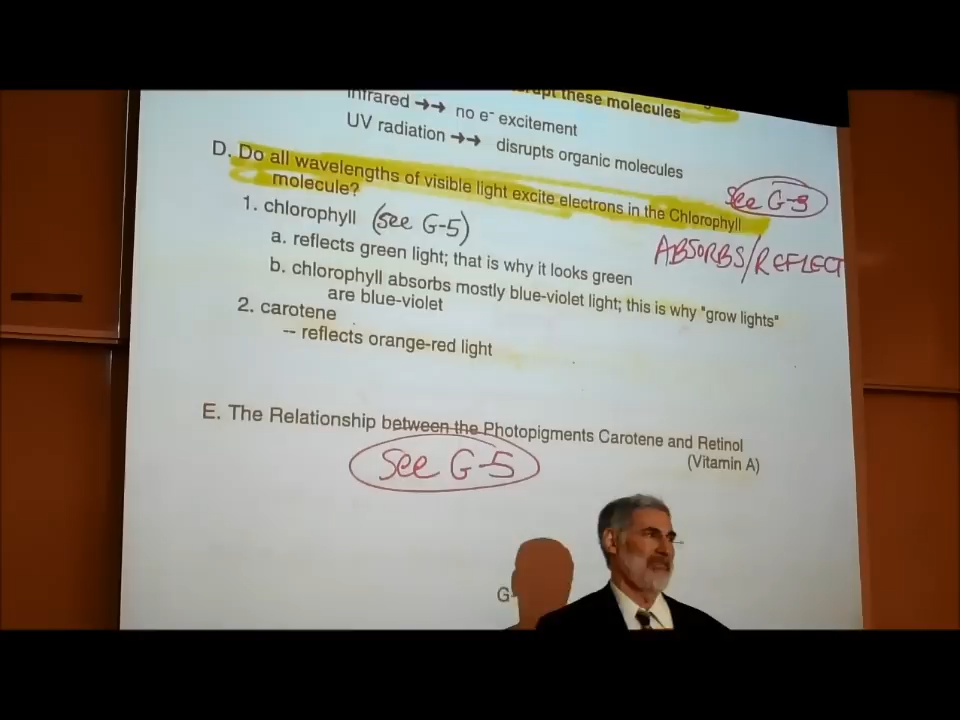 these molecules
infrared →→ no e⁻ excitement
UV radiation →→ disrupts organic molecules
D. Do all wavelengths of visible light excite electrons in the Chlorophyll
molecule?
See G-3
1. chlorophyll (see G-5)
ABSORBS/REFLECT
a. reflects green light; that is why it looks green
b. chlorophyll absorbs mostly blue-violet light; this is why "grow lights"
are blue-violet
2. carotene
-- reflects orange-red light
E. The Relationship between the Photopigments Carotene and Retinol
(Vitamin A)
See G-5
G-